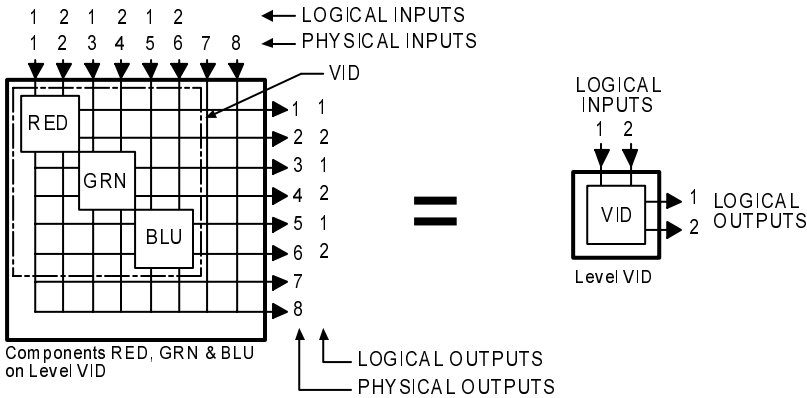 1 2 1 2 1 2 LOGICAL INPUTS
1 2 3 4 5 6 7 8 PHYSICAL INPUTS
VID
RED
GRN
BLU
1 1
2 2
3 1
4 2
5 1
6 2
7
8
Components RED, GRN & BLU
on Level VID
LOGICAL OUTPUTS
PHYSICAL OUTPUTS
=
LOGICAL
INPUTS
1 2
VID
1
2
LOGICAL
OUTPUTS
Level VID